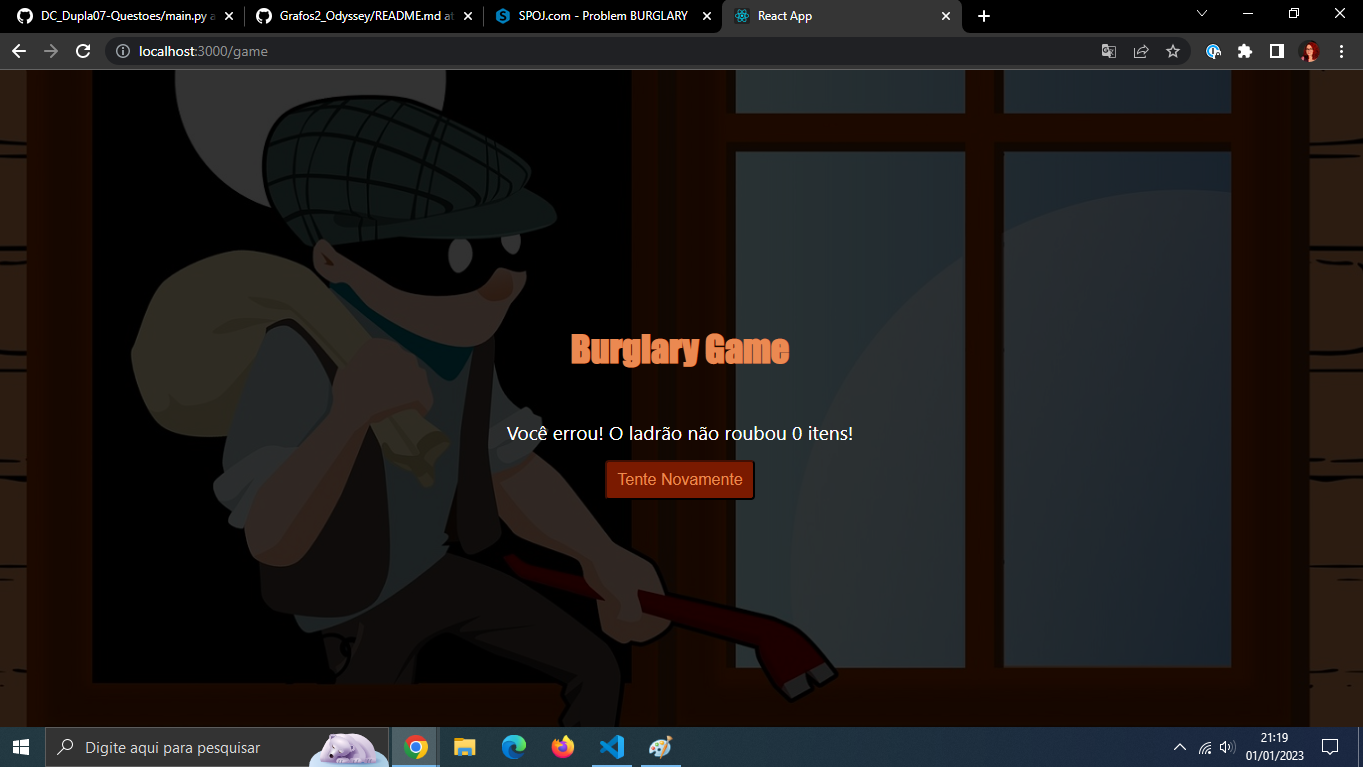 DC_Dupla07-Questoes/main.py a
Grafos2_Odyssey/README.md at
SPOJ.com - Problem BURGLARY
React App
localhost:3000/game
Burglary Game
Você errou! O ladrão não roubou 0 itens!
Tente Novamente
Digite aqui para pesquisar
21:19
01/01/2023